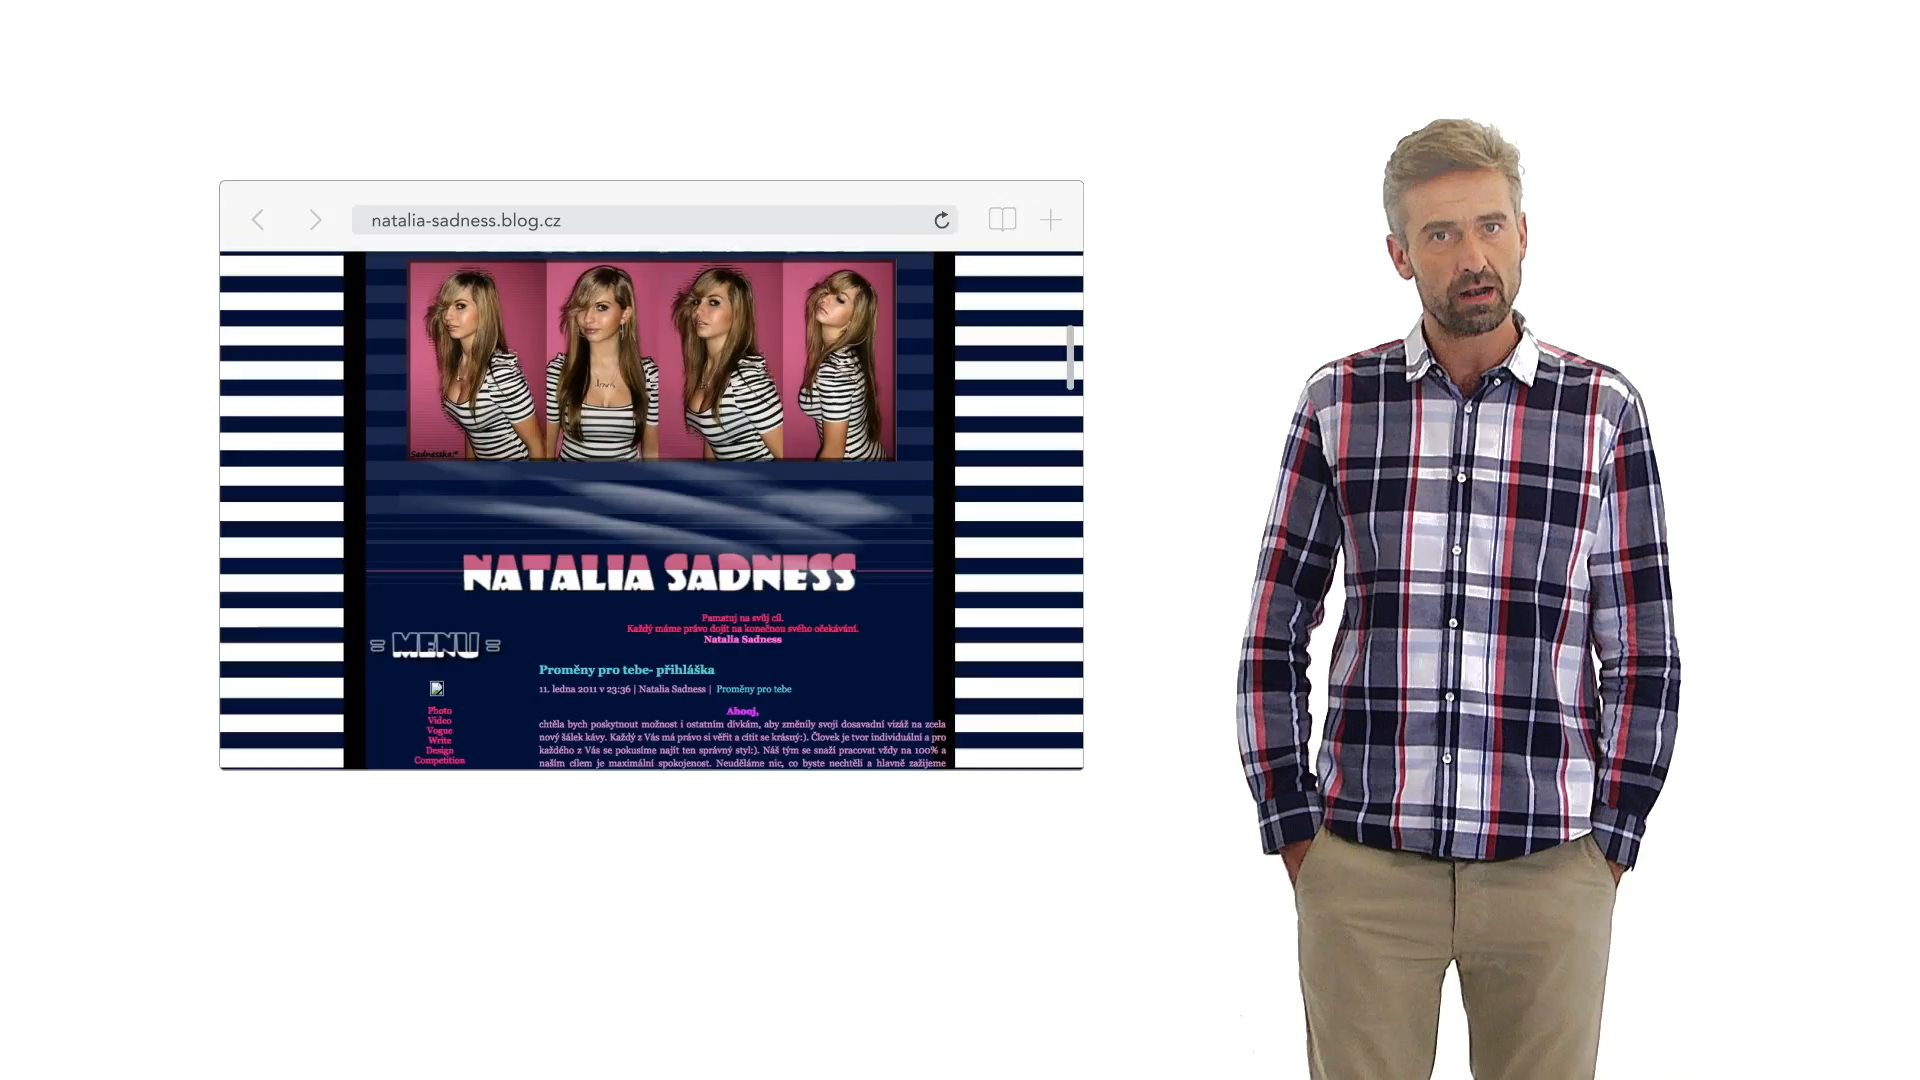 natalia-sadness.blog.cz
love
Sadnesska
NATALIA SADNESS
Pamatuj na svůj cíl.
Každý máme právo dojít na konečnou svého očekávání.
Natalia Sadness
= MENU =
Proměny pro tebe- přihláška
11. ledna 2011 v 23:36 | Natalia Sadness | Proměny pro tebe
Photo
Video
Vogue
Write
Design
Competition
Ahooj,
chtěla bych poskytnout možnost i ostatním dívkám, aby změnily svoji dosavadní vizáž na zcela
nový šálek kávy. Každý z Vás má právo si věřit a cítit se krásný:). Človek je tvor individuální a pro
každého z Vás se pokusíme najít ten správný styl:). Náš tým se snaží pracovat vždy na 100% a
naším cílem je maximální spokojenost. Neuděláme nic, co byste nechtěli a hlavně zažijeme